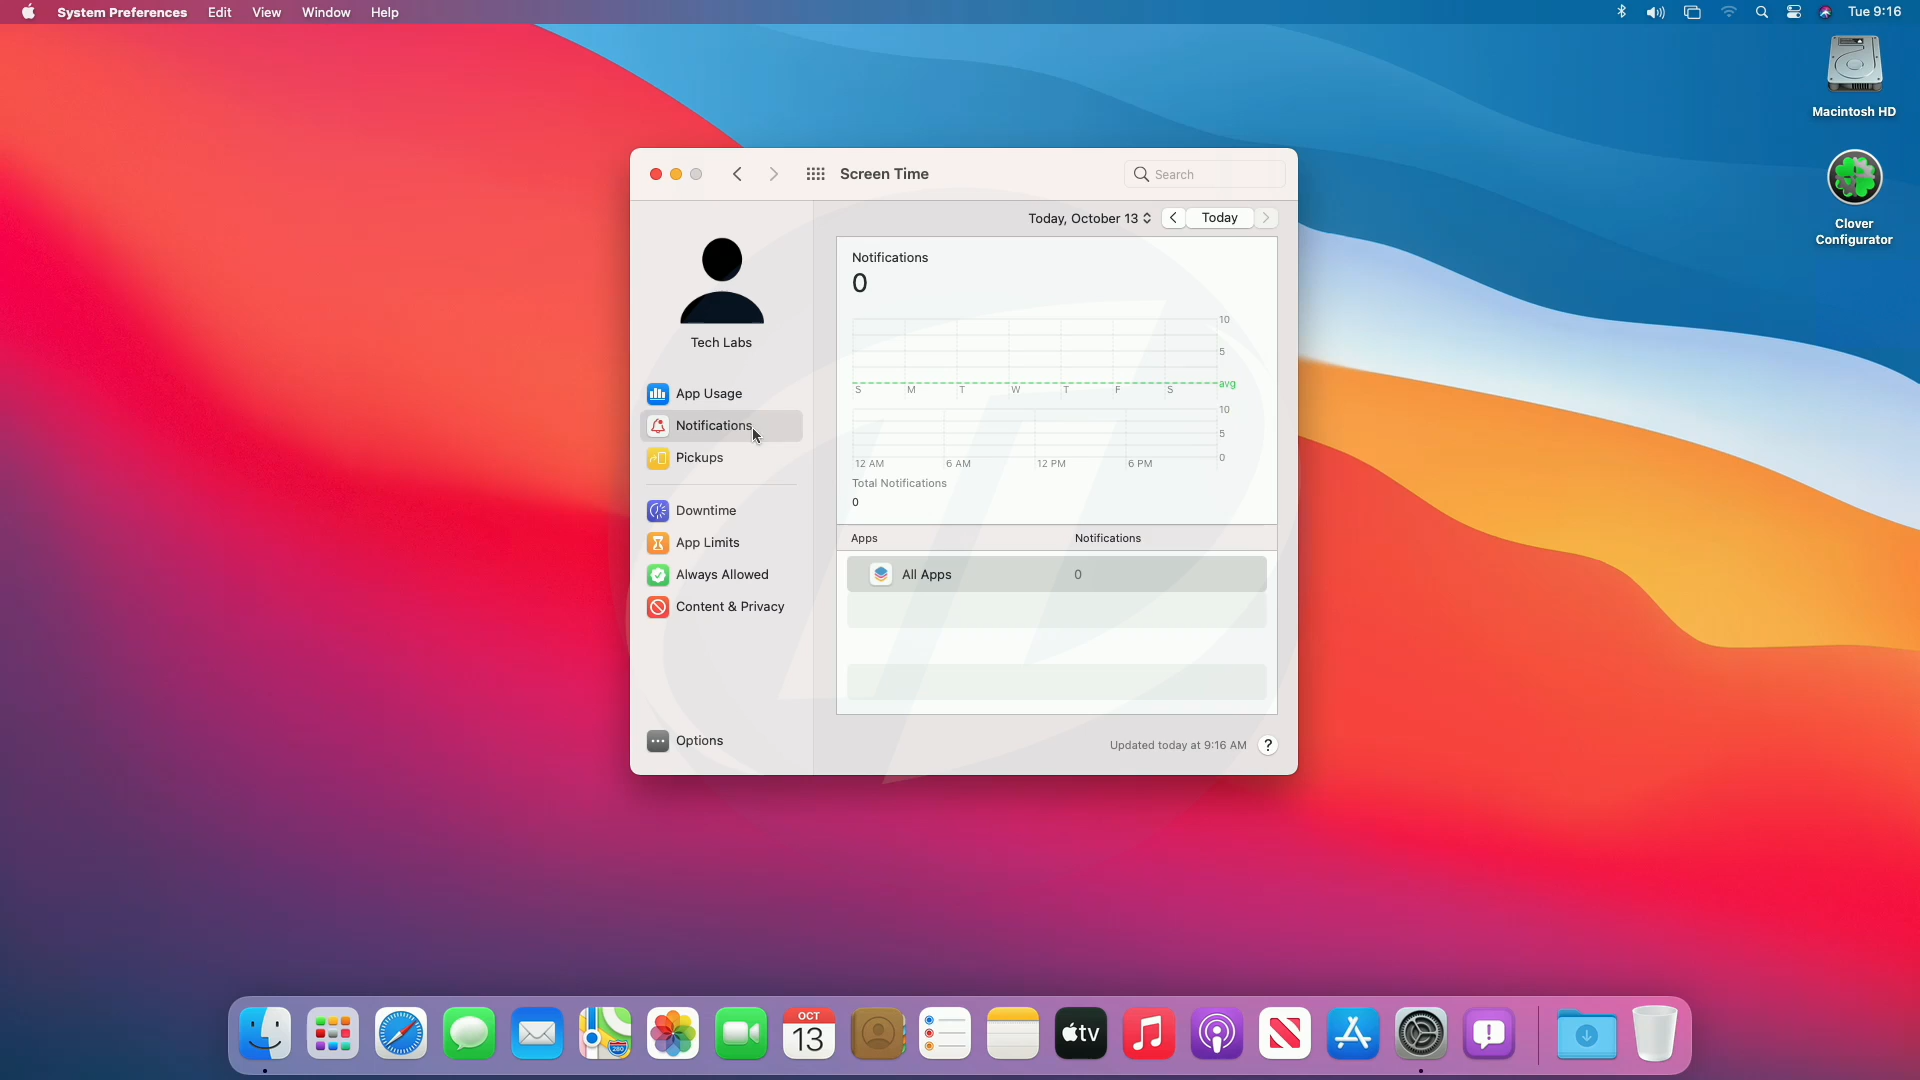 System Preferences Edit View Window Help
Tue 9:16
Macintosh HD
Clover
Configurator
Screen Time
Search
Today, October 13
Today
Tech Labs
App Usage
Notifications
Pickups
Downtime
App Limits
Always Allowed
Content & Privacy
Options
Notifications
0
10
5
avg
S M T W T F S
10
5
0
12 AM 6 AM 12 PM 6 PM
Total Notifications
0
Apps Notifications
All Apps 0
Updated today at 9:16 AM ?
OCT
13
280
tv